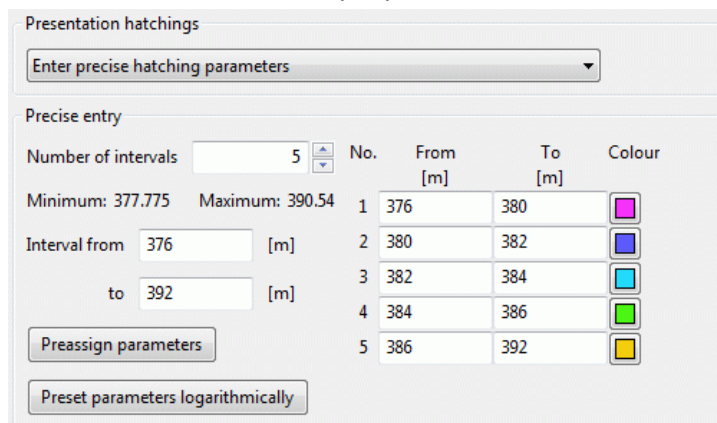 Presentation hatchings
Enter precise hatching parameters
Precise entry
Number of intervals 5 No. From To Colour
[m] [m]
Minimum: 377.775 Maximum: 390.54
1 376 380
Interval from 376 [m] 2 380 382
3 382 384
to 392 [m]
4 384 386
Preassign parameters 5 386 392
Preset parameters logarithmically